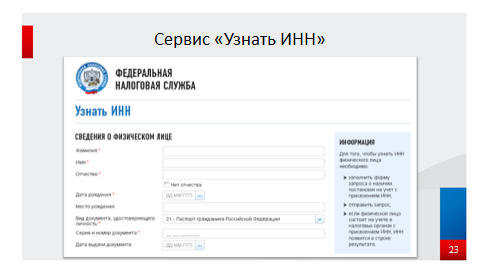 Сервис «Узнать ИНН»
ФЕДЕРАЛЬНАЯ
НАЛОГОВАЯ СЛУЖБА
Узнать ИНН
СВЕДЕНИЯ О ФИЗИЧЕСКОМ ЛИЦЕ
Фамилия:*
Имя:*
Отчество:*
Нет отчества
Дата рождения:*
ДД.ММ.ГГГГ
Место рождения:
Вид документа, удостоверяющего
личность:*
21 - Паспорт гражданина Российской Федерации
Серия и номер документа:*
Дата выдачи документа:
ДД.ММ.ГГГГ
ИНФОРМАЦИЯ
Для того, чтобы узнать ИНН
физического лица
необходимо:
заполнить форму
запроса о наличии
постановки на учет с
присвоением ИНН;
отправить запрос;
если физическое лицо
состоит на учете в
налоговых органах с
присвоением ИНН, ИНН
появится в строке
результата.
23